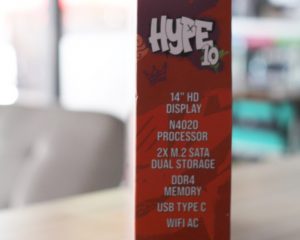 HYPE
10
14" HD
DISPLAY
N4020
PROCESSOR
2X M.2 SATA
DUAL STORAGE
DDR4
MEMORY
USB TYPE C
WIFI AC